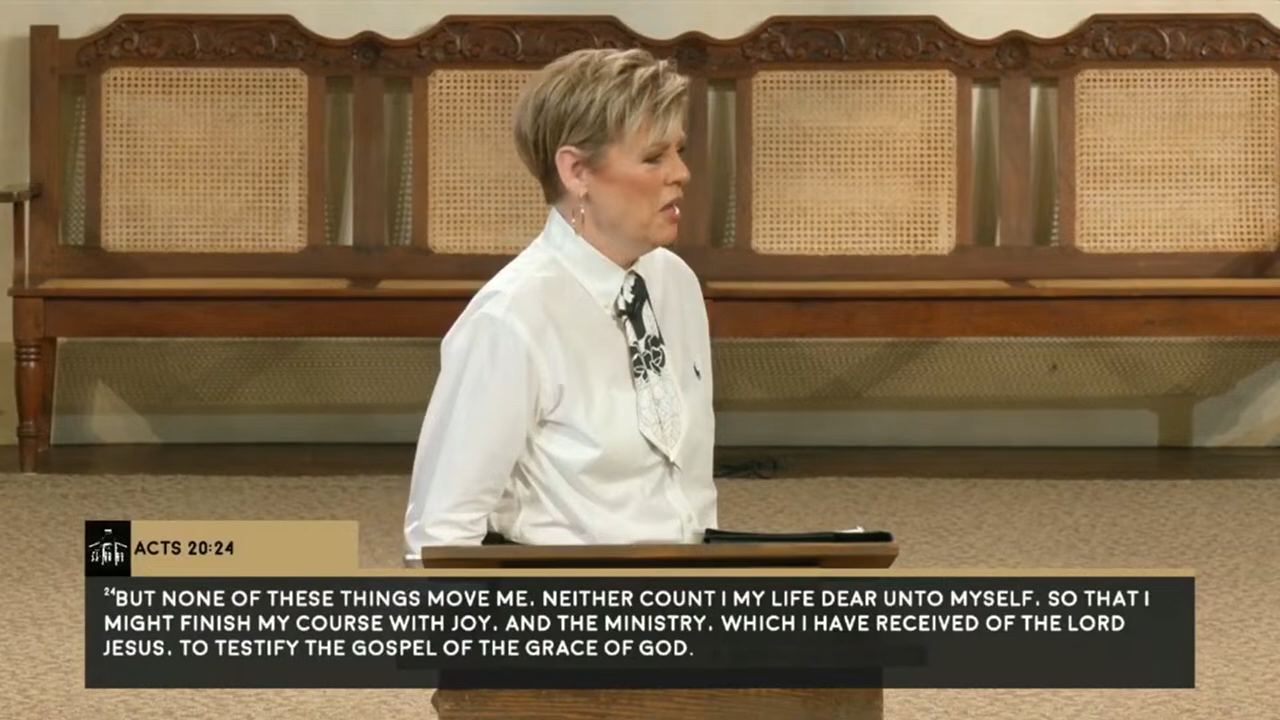 ACTS 20:24
24BUT NONE OF THESE THINGS MOVE ME, NEITHER COUNT I MY LIFE DEAR UNTO MYSELF, SO THAT I
MIGHT FINISH MY COURSE WITH JOY, AND THE MINISTRY, WHICH I HAVE RECEIVED OF THE LORD
JESUS, TO TESTIFY THE GOSPEL OF THE GRACE OF GOD.